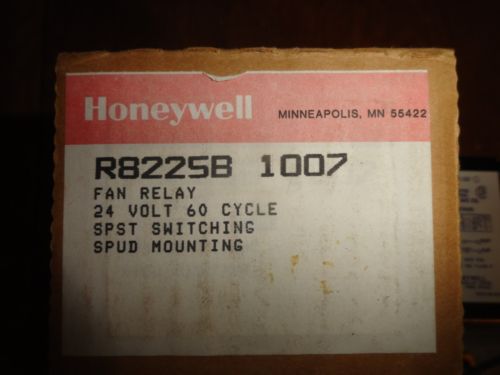 Honeywell MINNEAPOLIS, MN 55422
R8225B 1007
FAN RELAY
24 VOLT 60 CYCLE
SPST SWITCHING
SPUD MOUNTING